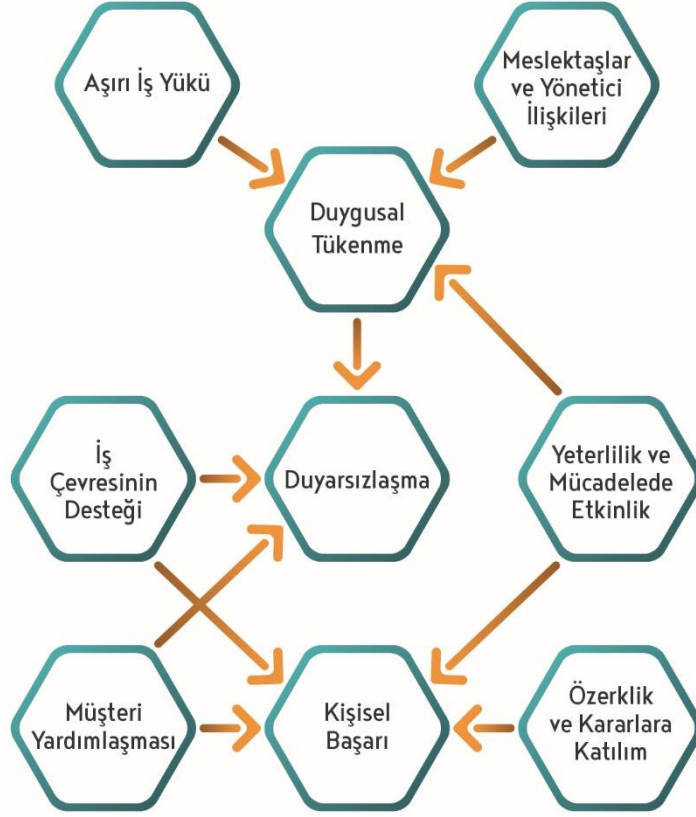 Aşırı İş Yükü
Meslektaşlar
ve Yönetici
İlişkileri
Duygusal
Tükenme
İş
Çevresinin
Desteği
Duyarsızlaşma
Yeterlilik ve
Mücadelede
Etkinlik
Müşteri
Yardımlaşması
Kişisel
Başarı
Özerklik
ve Kararlara
Katılım